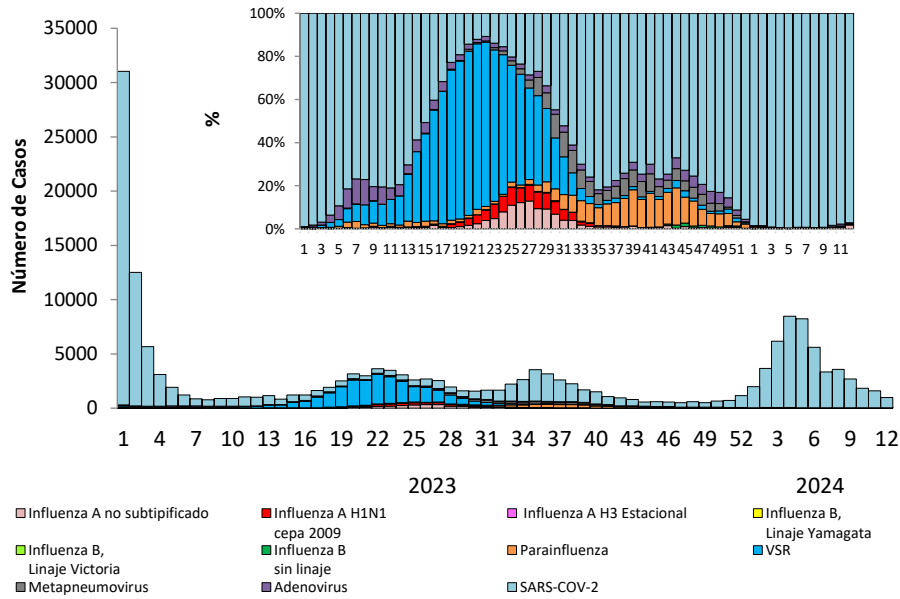 100%
80%
60%
40%
20%
0%
%
1 3 5 7 9 11 13 15 17 19 21 23 25 27 29 31 33 35 37 39 41 43 45 47 49 51 1 3 5 7 9 11
Número de Casos
35000
30000
25000
20000
15000
10000
5000
0
1 4 7 10 13 16 19 22 25 28 31 34 37 40 43 46 49 52 3 6 9 12
2023 2024
Influenza A no subtipificado
Influenza A H1N1
cepa 2009
Influenza A H3 Estacional
Influenza B,
Linaje Yamagata
Influenza B,
Linaje Victoria
Influenza B
sin linaje
Parainfluenza
VSR
Metapneumovirus
Adenovirus
SARS-COV-2